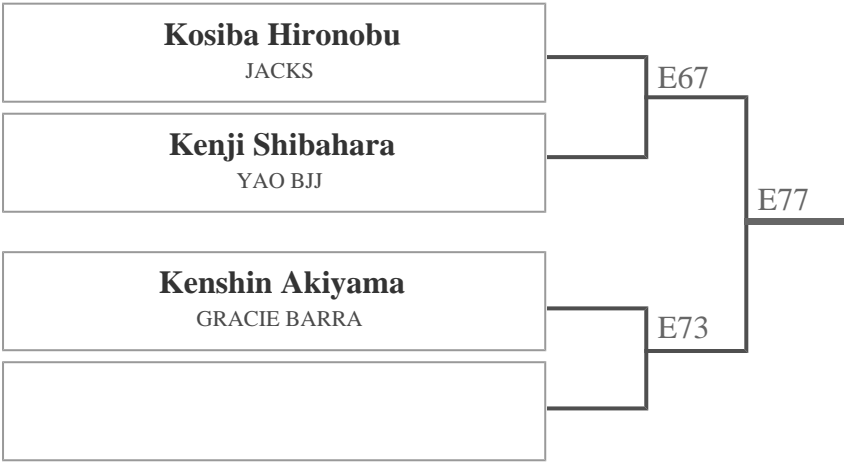 Kosiba Hironobu
JACKS
E67
Kenji Shibahara
YAO BJJ
E77
Kenshin Akiyama
GRACIE BARRA
E73